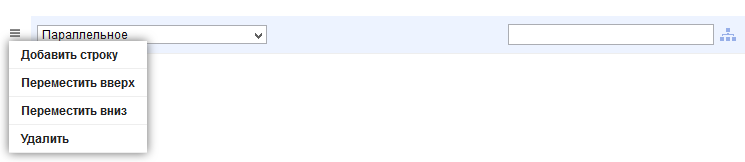 Параллельное
Добавить строку
Переместить вверх
Переместить вниз
Удалить